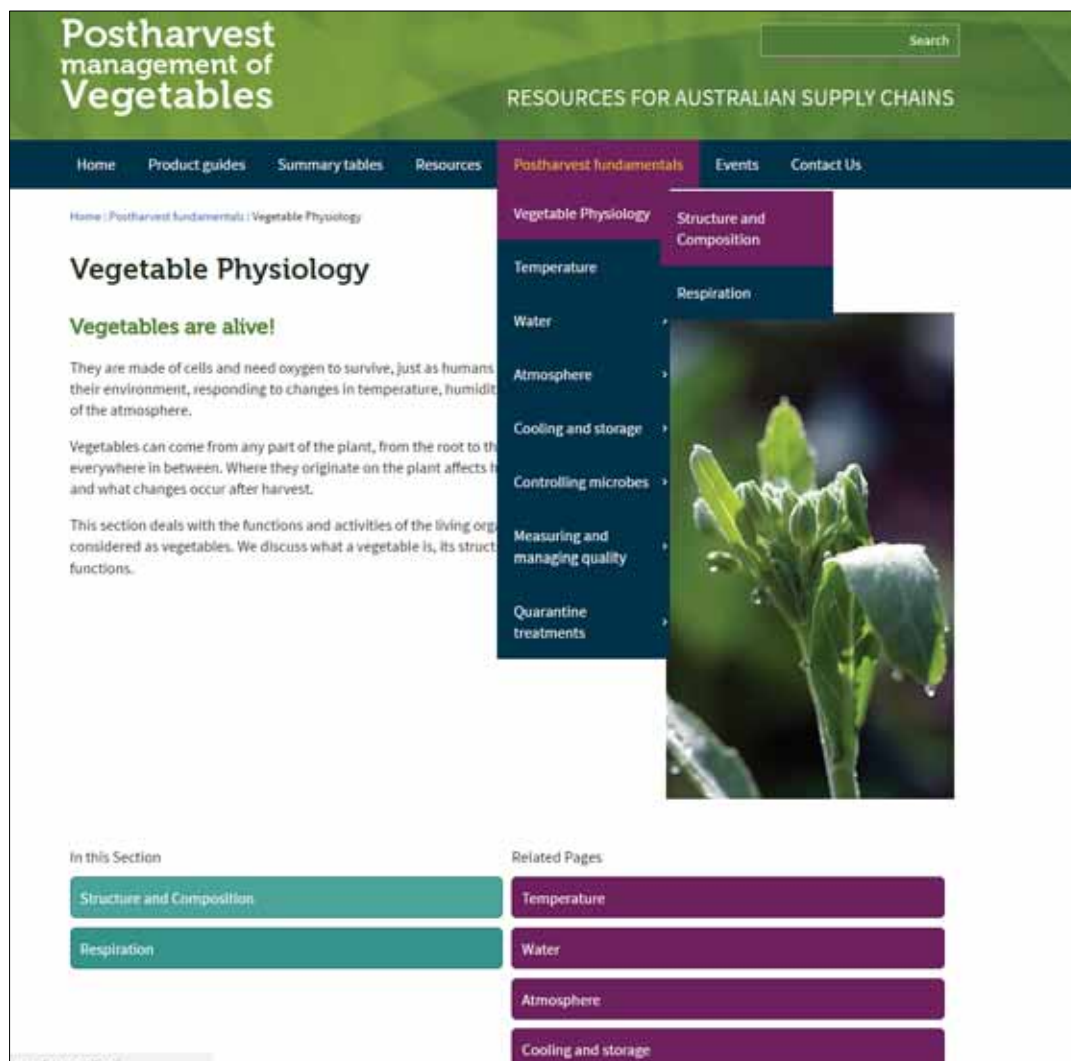 Postharvest
management of
Vegetables
Search
RESOURCES FOR AUSTRALIAN SUPPLY CHAINS
Home Product guides Summary tables Resources Postharvest fundamentals Events Contact Us
Home | Postharvest fundamentals | Vegetable Physiology
Vegetable Physiology
Vegetables are alive!
They are made of cells and need oxygen to survive, just as humans
their environment, responding to changes in temperature, humidit
of the atmosphere.
Vegetables can come from any part of the plant, from the root to th
everywhere in between. Where they originate on the plant affects h
and what changes occur after harvest.
This section deals with the functions and activities of the living org
considered as vegetables. We discuss what a vegetable is, its struct
functions.
Vegetable Physiology
Temperature
Water
Atmosphere
Cooling and storage
Controlling microbes
Measuring and
managing quality
Quarantine
treatments
Structure and
Composition
Respiration
In this Section
Structure and Composition
Respiration
Related Pages
Temperature
Water
Atmosphere
Cooling and storage